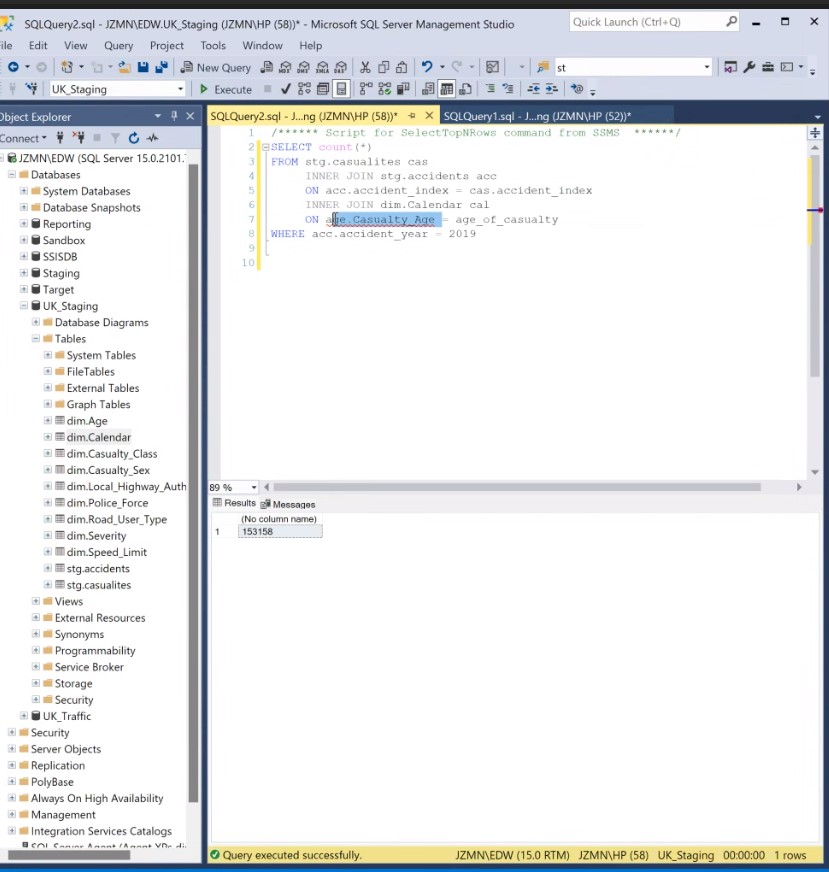 SQLQuery2.sql - JZMN\EDW.UK_Staging (JZMN\HP (58))* - Microsoft SQL Server Management Studio
Quick Launch (Ctrl+Q)
ile Edit View Query Project Tools Window Help
New Query
st
UK_Staging
Execute
bject Explorer
SQLQuery2.sql - J...ng (JZMN\HP (58))*
SQLQuery1.sql - J...ng (JZMN\HP (52))*
Connect
1 /****** Script for SelectTopNRows command from SSMS ******/
2 SELECT count(*)
3 FROM stg.casualites cas
4 INNER JOIN stg.accidents acc
5 ON acc.accident_index = cas.accident_index
6 INNER JOIN dim.Calendar cal
7 ON age.Casualty_Age = age_of_casualty
8 WHERE acc.accident_year = 2019
9
10
JZMN\EDW (SQL Server 15.0.2101.
Databases
System Databases
Database Snapshots
Reporting
Sandbox
SSISDB
Staging
Target
UK_Staging
Database Diagrams
Tables
System Tables
FileTables
External Tables
Graph Tables
dim.Age
dim.Calendar
dim.Casualty_Class
dim.Casualty_Sex
dim.Local_Highway_Auth
dim.Police_Force
dim.Road_User_Type
dim.Severity
dim.Speed_Limit
stg.accidents
stg.casualites
Views
External Resources
Synonyms
Programmability
Service Broker
Storage
Security
UK_Traffic
Security
Server Objects
Replication
PolyBase
Always On High Availability
Management
Integration Services Catalogs
SQL Server Agent (Agent XPs di
89 %
Results Messages
(No column name)
1 153158
Query executed successfully.
JZMN\EDW (15.0 RTM) JZMN\HP (58) UK_Staging 00:00:00 1 rows